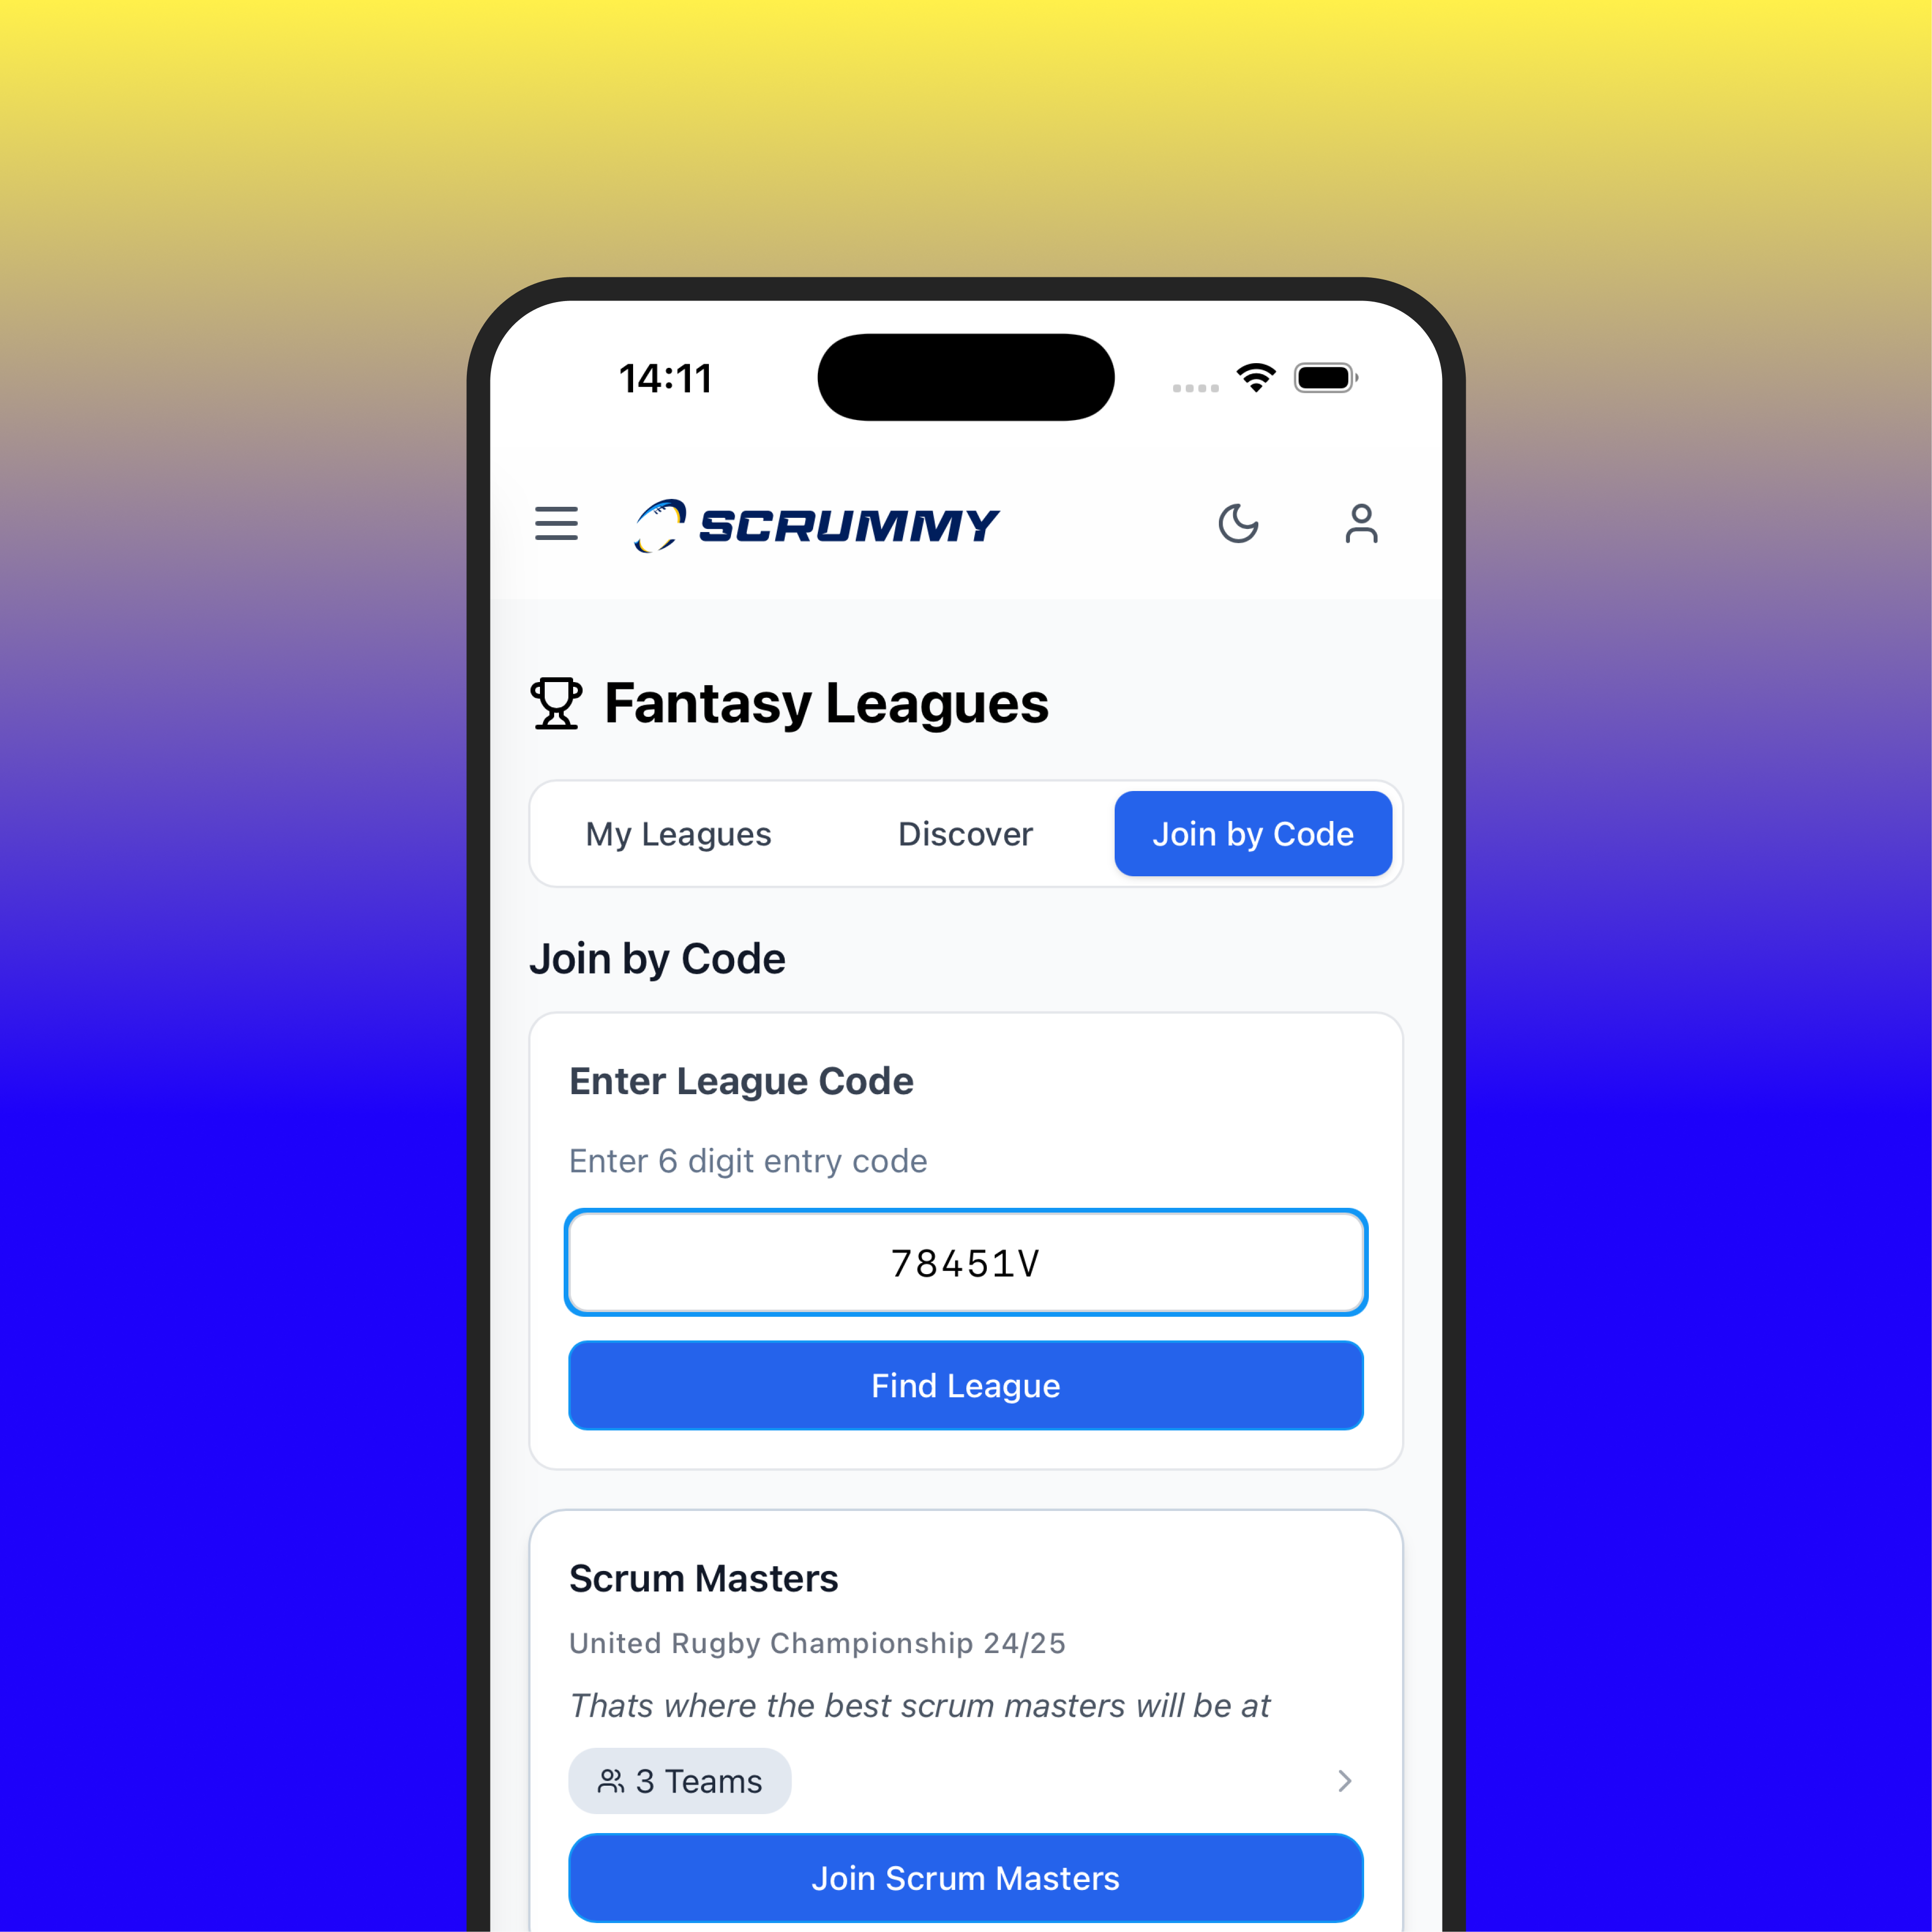 14:11
SCRUMMY
Fantasy Leagues
My Leagues
Discover
Join by Code
Join by Code
Enter League Code
Enter 6 digit entry code
78451V
Find League
Scrum Masters
United Rugby Championship 24/25
Thats where the best scrum masters will be at
3 Teams
Join Scrum Masters